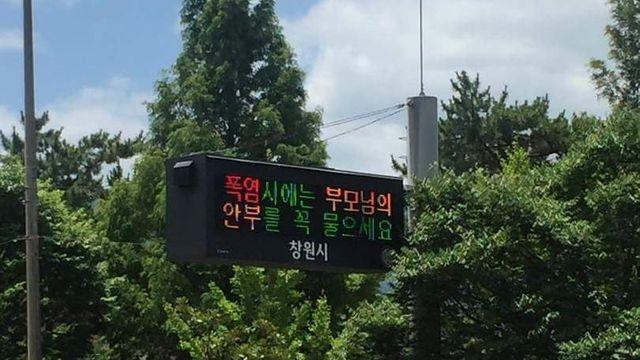 폭염시에는 부모님의
안부를 꼭 물으세요
창원시